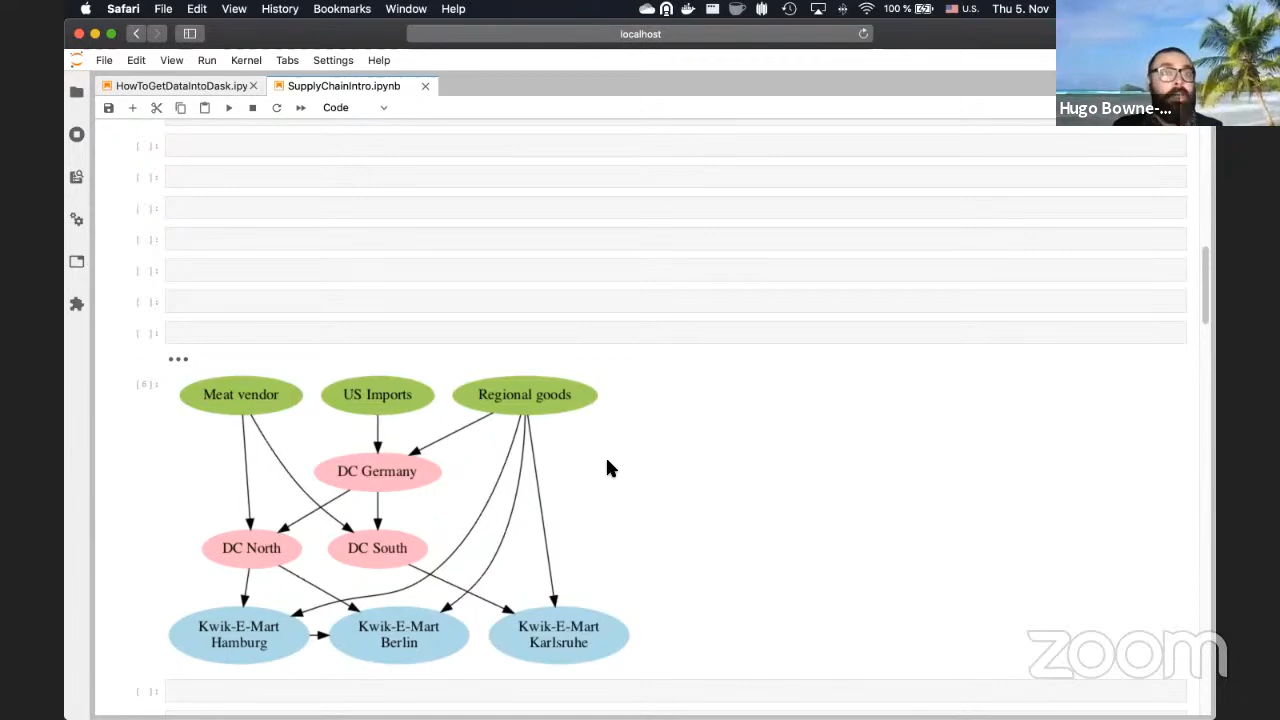 Safari File Edit View History Bookmarks Window Help 100 % U.S. Thu 5. Nov
localhost
File Edit View Run Kernel Tabs Settings Help
HowToGetDataIntoDask.ipy SupplyChainIntro.ipynb
Code
Hugo Bowne-...
[ ]:
[ ]:
[ ]:
[ ]:
[ ]:
[ ]:
[ ]:
[6]:
Meat vendor US Imports Regional goods
DC Germany
DC North DC South
Kwik-E-Mart Kwik-E-Mart Kwik-E-Mart
Hamburg Berlin Karlsruhe
zoom
[ ]: